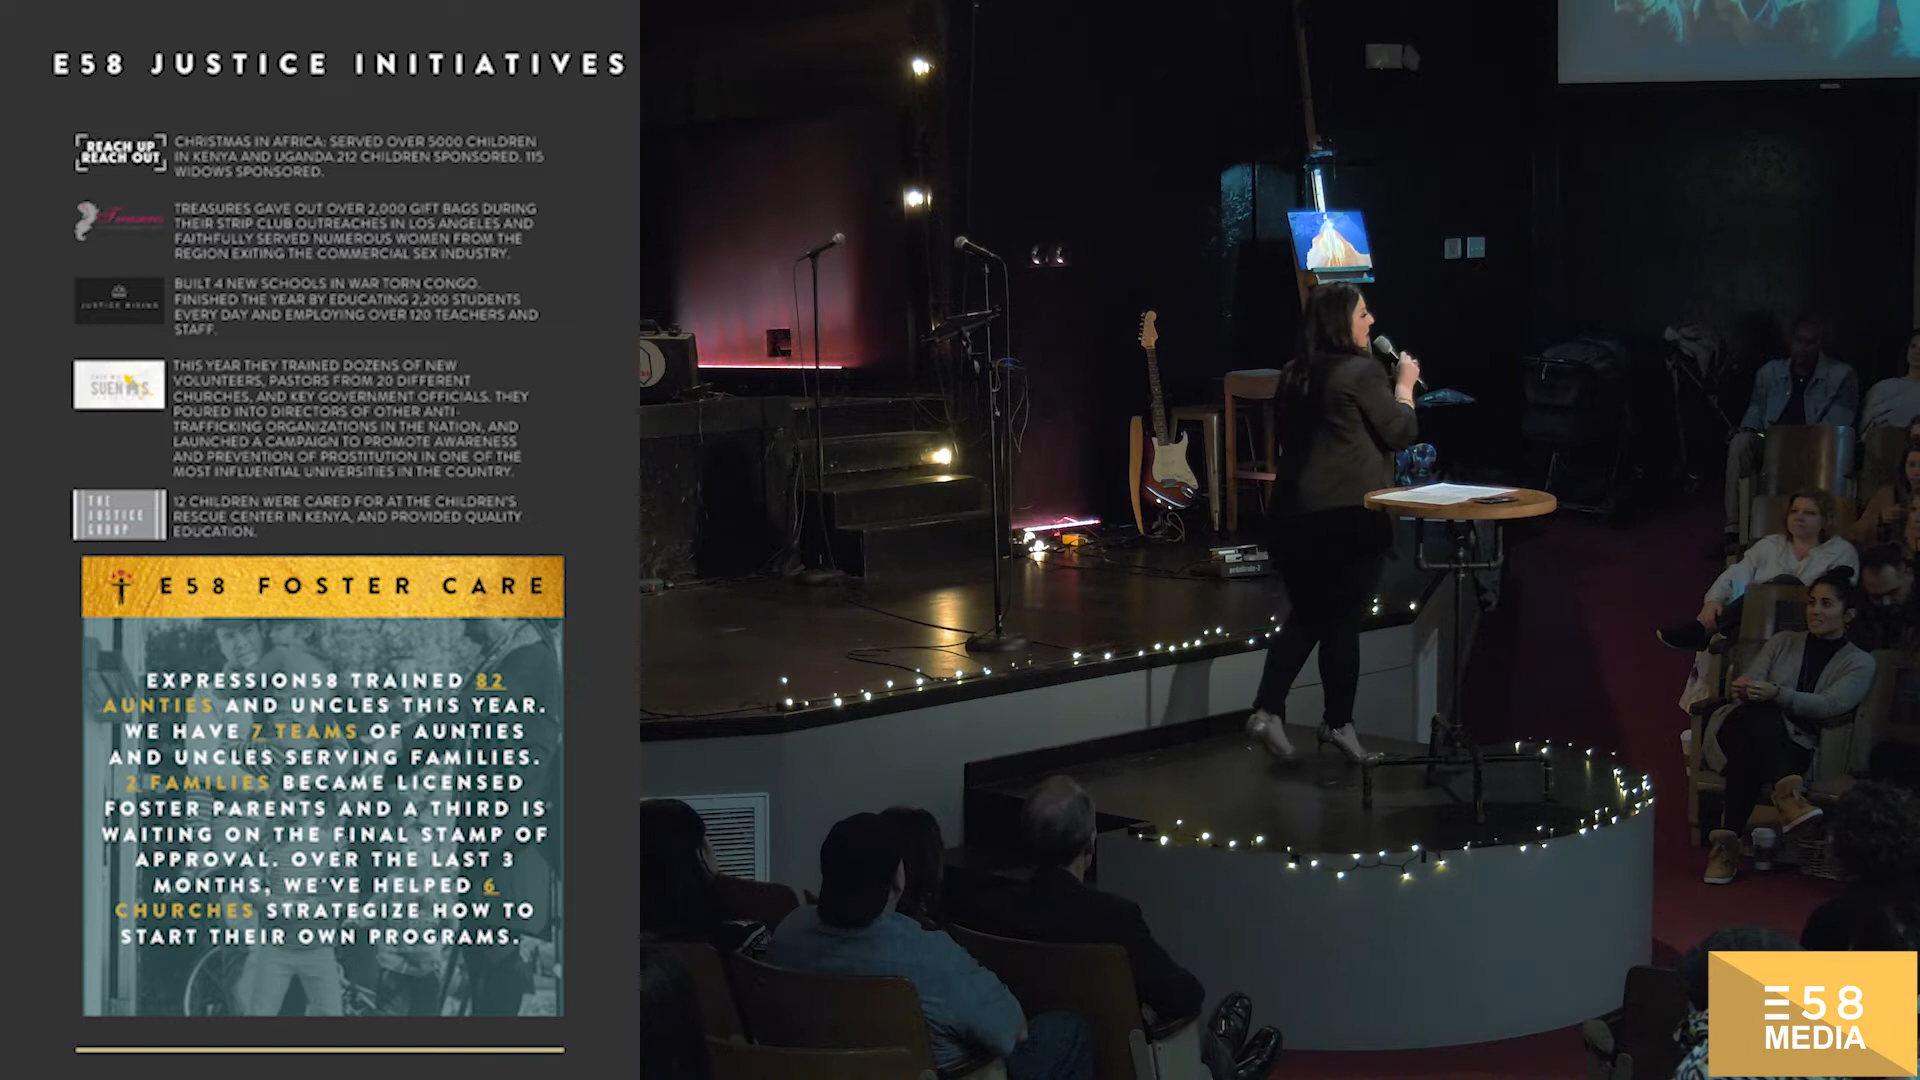 E58 JUSTICE INITIATIVES
REACH UP
REACH OUT
CHRISTMAS IN AFRICA: SERVED OVER 5000 CHILDREN
IN KENYA AND UGANDA.212 CHILDREN SPONSORED. 115
WIDOWS SPONSORED.
Treasures
TREASURES GAVE OUT OVER 2,000 GIFT BAGS DURING
THEIR STRIP CLUB OUTREACHES IN LOS ANGELES AND
FAITHFULLY SERVED NUMEROUS WOMEN FROM THE
REGION EXITING THE COMMERCIAL SEX INDUSTRY.
JUSTICE RISING
BUILT 4 NEW SCHOOLS IN WAR TORN CONGO.
FINISHED THE YEAR BY EDUCATING 2,200 STUDENTS
EVERY DAY AND EMPLOYING OVER 120 TEACHERS AND
STAFF.
THIS YEAR THEY TRAINED DOZENS OF NEW
VOLUNTEERS, PASTORS FROM 20 DIFFERENT
CHURCHES, AND KEY GOVERNMENT OFFICIALS. THEY
POURED INTO DIRECTORS OF OTHER ANTI-
TRAFFICKING ORGANIZATIONS IN THE NATION, AND
LAUNCHED A CAMPAIGN TO PROMOTE AWARENESS
AND PREVENTION OF PROSTITUTION IN ONE OF THE
MOST INFLUENTIAL UNIVERSITIES IN THE COUNTRY.
THE
JUSTICE
GROUP
12 CHILDREN WERE CARED FOR AT THE CHILDREN'S
RESCUE CENTER IN KENYA, AND PROVIDED QUALITY
EDUCATION.
E58 FOSTER CARE
EXPRESSION58 TRAINED 82
AUNTIES AND UNCLES THIS YEAR.
WE HAVE 7 TEAMS OF AUNTIES
AND UNCLES SERVING FAMILIES.
2 FAMILIES BECAME LICENSED
FOSTER PARENTS AND A THIRD IS
WAITING ON THE FINAL STAMP OF
APPROVAL. OVER THE LAST 3
MONTHS, WE'VE HELPED 6
CHURCHES STRATEGIZE HOW TO
START THEIR OWN PROGRAMS.
E58
MEDIA